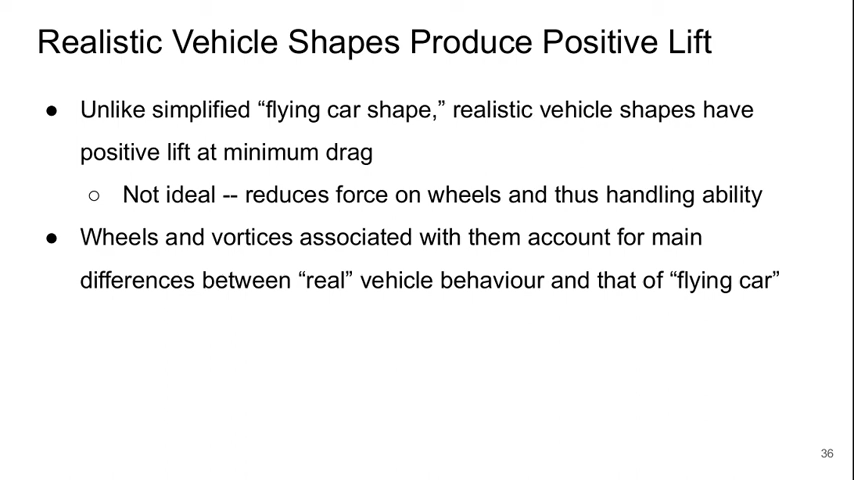 Realistic Vehicle Shapes Produce Positive Lift
● Unlike simplified “flying car shape,” realistic vehicle shapes have
positive lift at minimum drag
○ Not ideal -- reduces force on wheels and thus handling ability
● Wheels and vortices associated with them account for main
differences between “real” vehicle behaviour and that of “flying car”
36